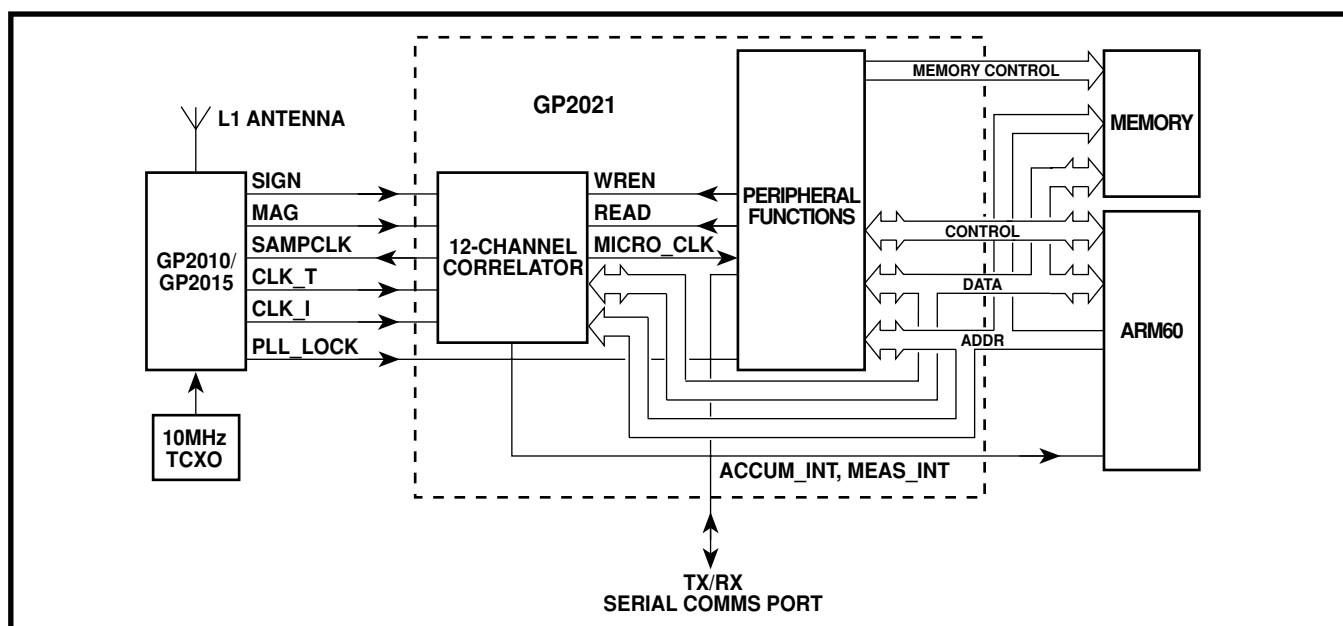 MEMORY CONTROL
GP2021
L1 ANTENNA
MEMORY
SIGN
WREN
MAG
READ
PERIPHERAL
FUNCTIONS
SAMPCLK
12-CHANNEL
CORRELATOR
MICRO_CLK
CONTROL
GP2010/
GP2015
CLK_T
DATA
CLK_I
ADDR
ARM60
PLL_LOCK
10MHz
TCXO
ACCUM_INT, MEAS_INT
TX/RX
SERIAL COMMS PORT